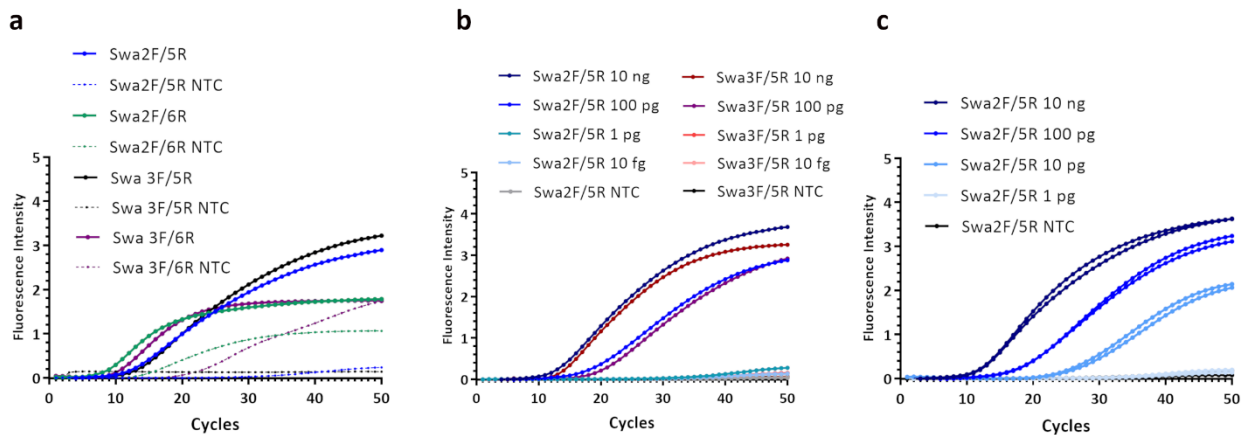 a
Swa2F/5R
Swa2F/5R NTC
Swa2F/6R
Swa2F/6R NTC
Swa 3F/5R
Swa 3F/5R NTC
Swa 3F/6R
Swa 3F/6R NTC
Fluorescence Intensity
5
4
3
2
1
0
0 10 20 30 40 50
Cycles
b
Swa2F/5R 10 ng Swa3F/5R 10 ng
Swa2F/5R 100 pg Swa3F/5R 100 pg
Swa2F/5R 1 pg Swa3F/5R 1 pg
Swa2F/5R 10 fg Swa3F/5R 10 fg
Swa2F/5R NTC Swa3F/5R NTC
Fluorescence Intensity
5
4
3
2
1
0
0 10 20 30 40 50
Cycles
c
Swa2F/5R 10 ng
Swa2F/5R 100 pg
Swa2F/5R 10 pg
Swa2F/5R 1 pg
Swa2F/5R NTC
Fluorescence Intensity
5
4
3
2
1
0
0 10 20 30 40 50
Cycles